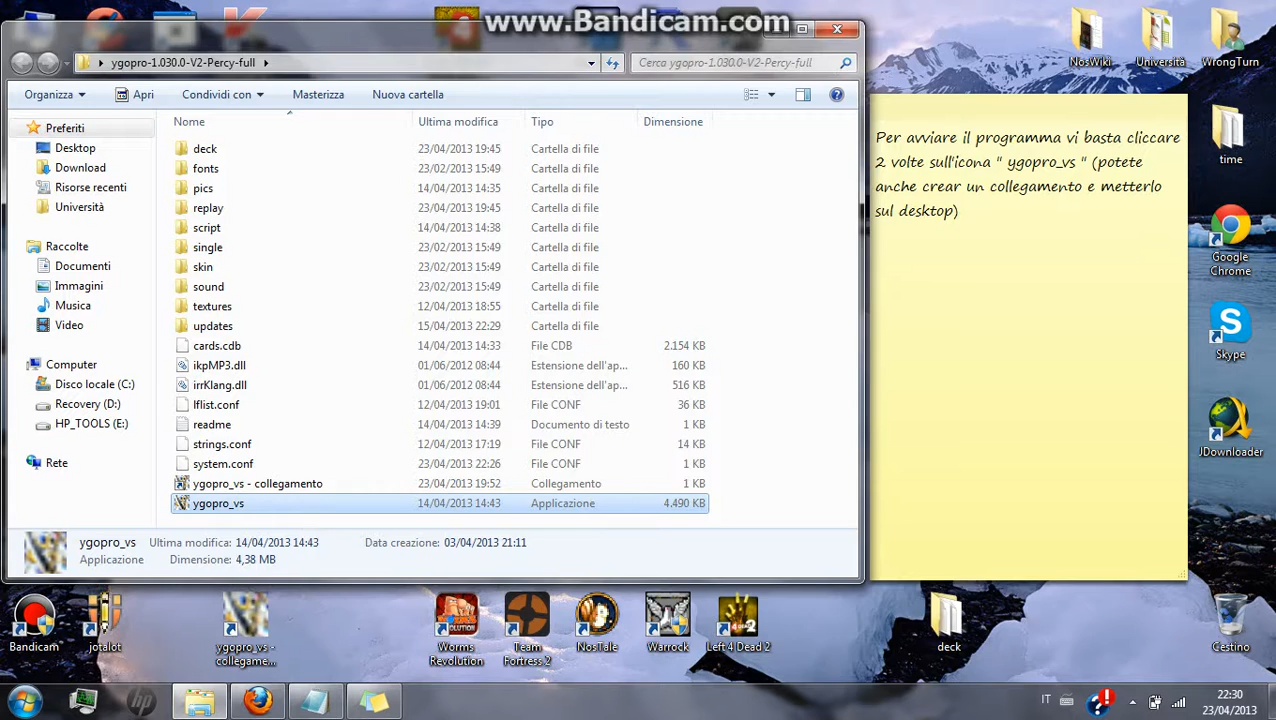 www.Bandicam.com
ygopro-1.030.0-V2-Percy-full
Cerca ygopro-1.030.0-V2-Percy-full
Organizza Apri Condividi con Masterizza Nuova cartella
Nome Ultima modifica Tipo Dimensione
Preferiti
Desktop
Download
Risorse recenti
Università
Raccolte
Documenti
Immagini
Musica
Video
Computer
Disco locale (C:)
Recovery (D:)
HP_TOOLS (E:)
Rete
deck 23/04/2013 19:45 Cartella di file
fonts 23/02/2013 15:49 Cartella di file
pics 14/04/2013 14:35 Cartella di file
replay 23/04/2013 19:45 Cartella di file
script 14/04/2013 14:38 Cartella di file
single 23/02/2013 15:49 Cartella di file
skin 23/02/2013 15:49 Cartella di file
sound 23/02/2013 15:49 Cartella di file
textures 12/04/2013 18:55 Cartella di file
updates 15/04/2013 22:29 Cartella di file
cards.cdb 14/04/2013 14:33 File CDB 2.154 KB
ikpMP3.dll 01/06/2012 08:44 Estensione dell'ap... 160 KB
irrKlang.dll 01/06/2012 08:44 Estensione dell'ap... 516 KB
lflist.conf 12/04/2013 19:01 File CONF 36 KB
readme 14/04/2013 14:39 Documento di testo 1 KB
strings.conf 12/04/2013 17:19 File CONF 14 KB
system.conf 23/04/2013 22:26 File CONF 1 KB
ygopro_vs - collegamento 23/04/2013 19:52 Collegamento 1 KB
ygopro_vs 14/04/2013 14:43 Applicazione 4.490 KB
ygopro_vs Ultima modifica: 14/04/2013 14:43 Data creazione: 03/04/2013 21:11
Applicazione Dimensione: 4,38 MB
Per avviare il programma vi basta cliccare
2 volte sull'icona " ygopro_vs " (potete
anche crear un collegamento e metterlo
sul desktop)
NosWiki
Università
WrongTurn
time
Google
Chrome
Skype
JDownloader
Bandicam
jotalot
ygopro_vs -
collegame...
Worms
Revolution
Team
Fortress 2
NosTale
Warrock
Left 4 Dead 2
deck
Cestino
hp
IT
22:30
23/04/2013